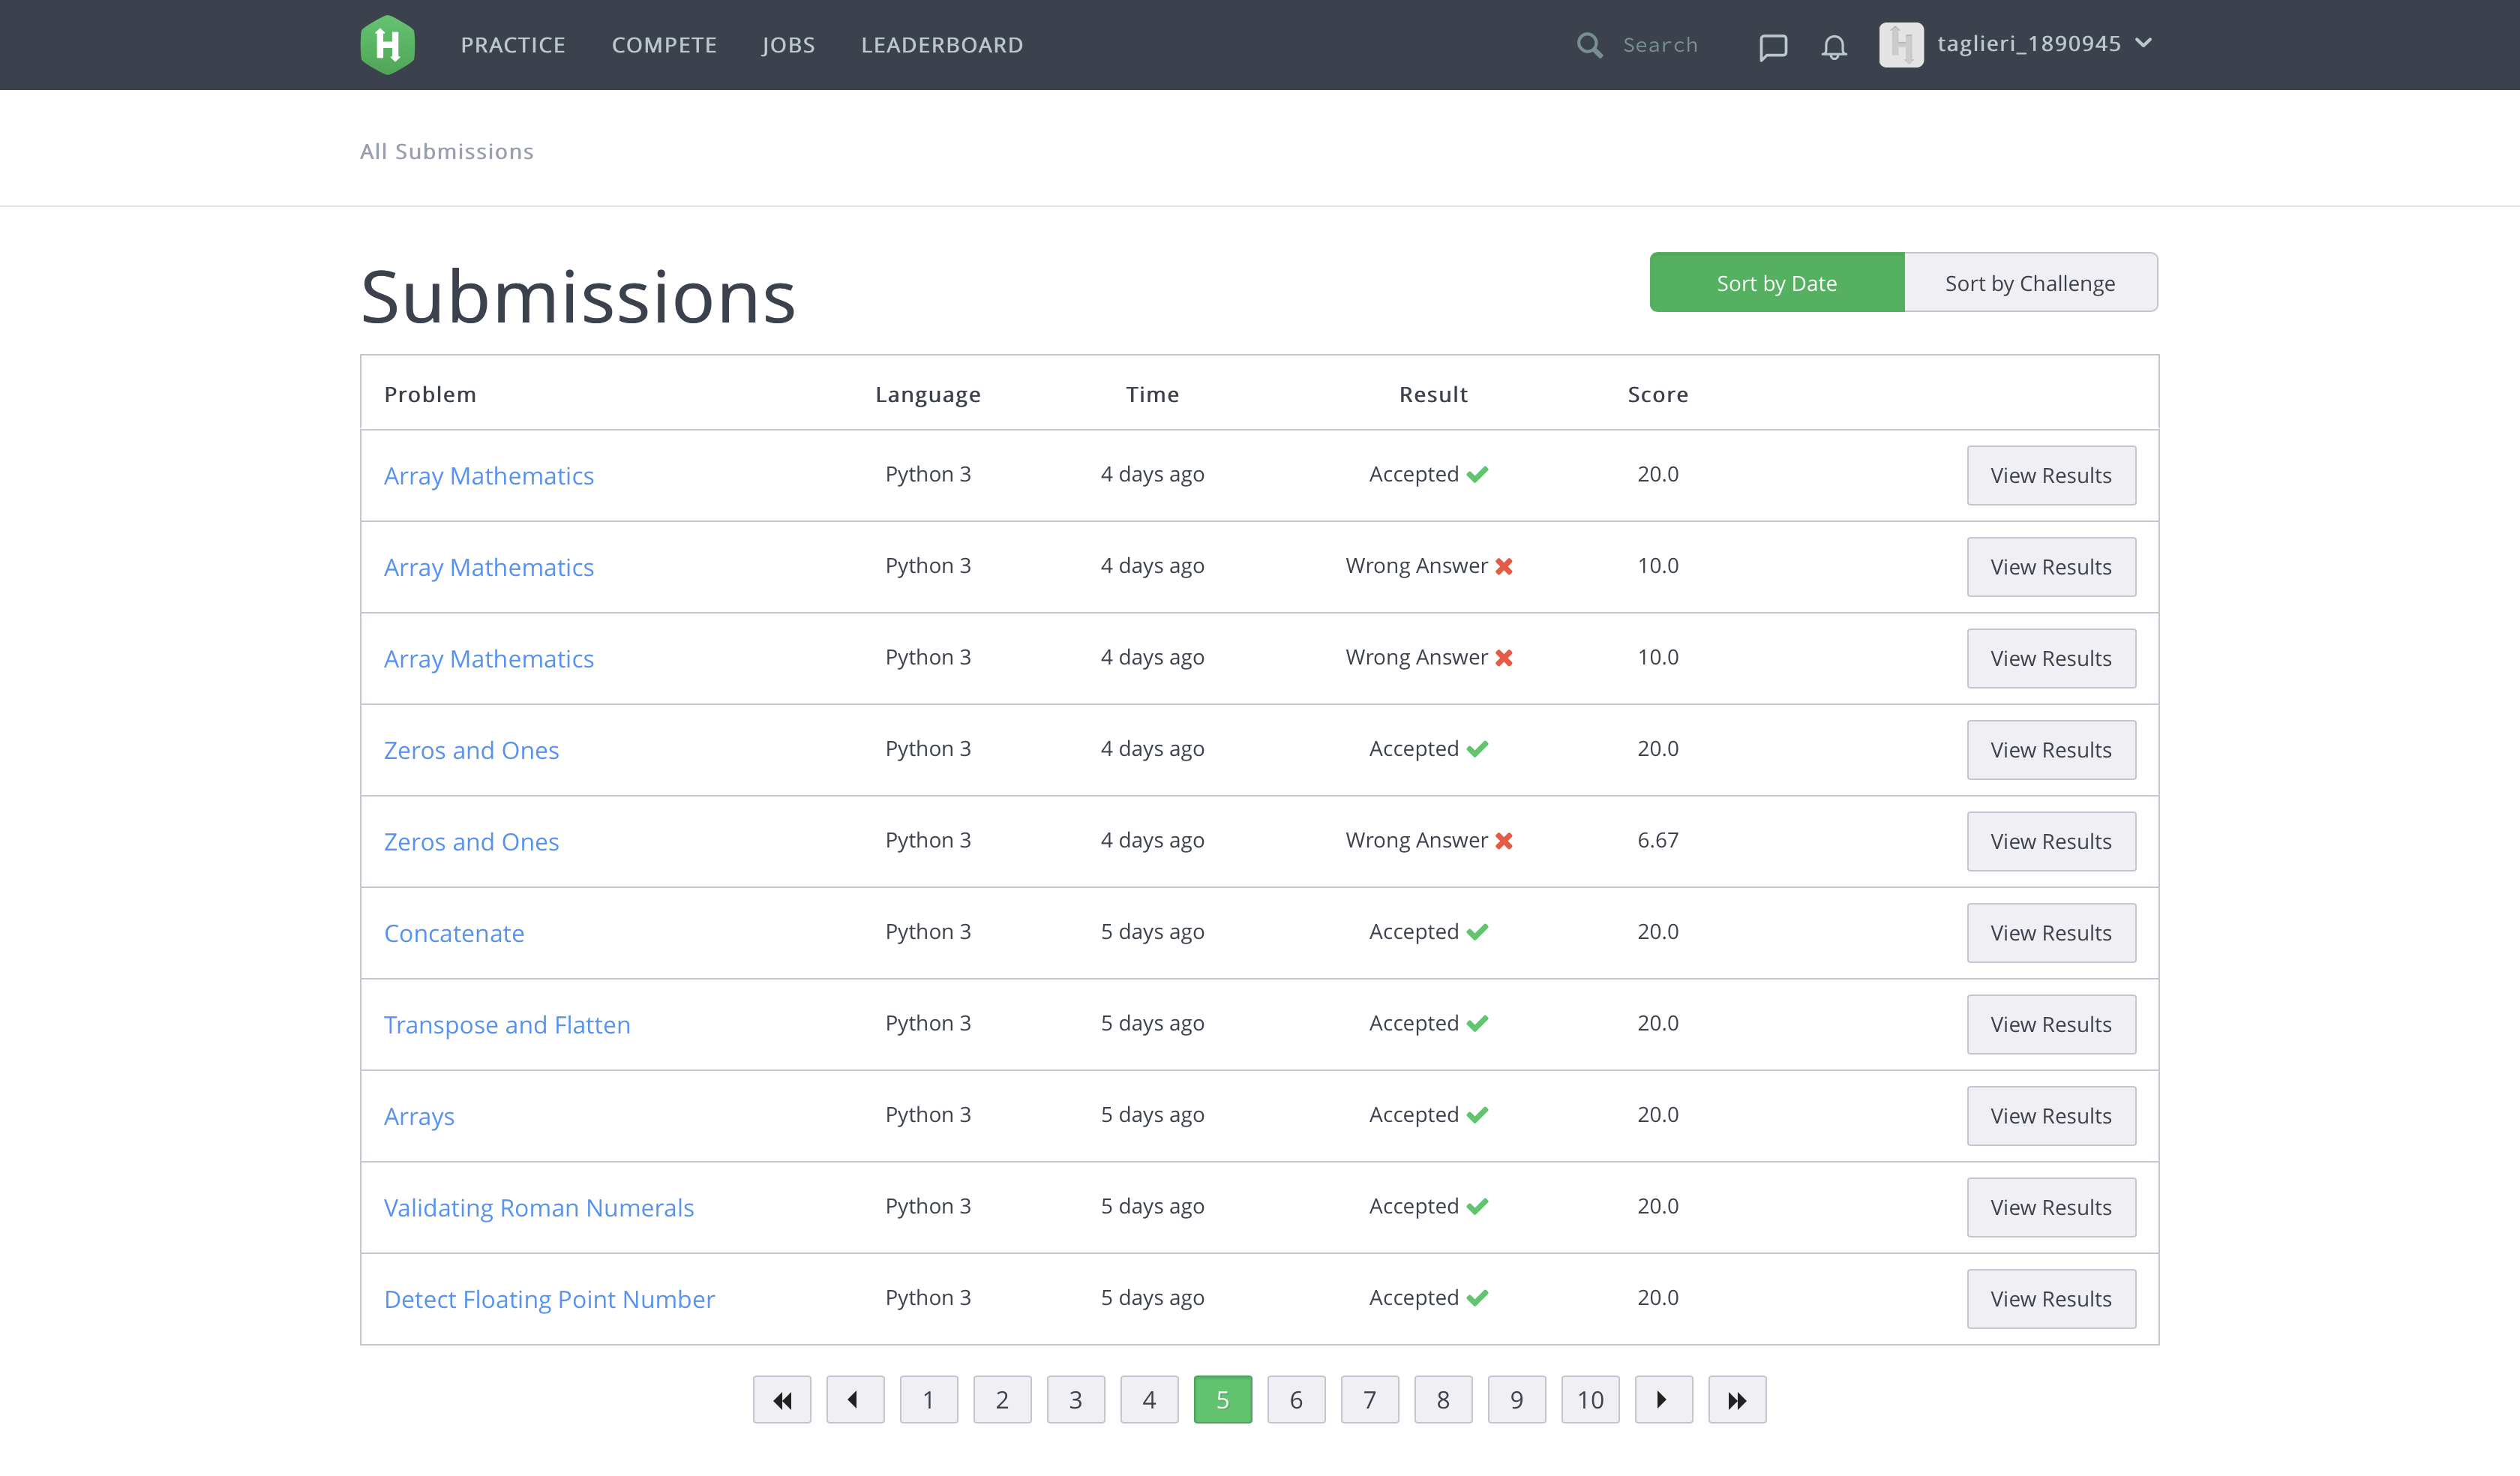 PRACTICE COMPETE JOBS LEADERBOARD Search taglieri_1890945
All Submissions
Submissions Sort by Date Sort by Challenge
Problem Language Time Result Score
Array Mathematics Python 3 4 days ago Accepted 20.0 View Results
Array Mathematics Python 3 4 days ago Wrong Answer 10.0 View Results
Array Mathematics Python 3 4 days ago Wrong Answer 10.0 View Results
Zeros and Ones Python 3 4 days ago Accepted 20.0 View Results
Zeros and Ones Python 3 4 days ago Wrong Answer 6.67 View Results
Concatenate Python 3 5 days ago Accepted 20.0 View Results
Transpose and Flatten Python 3 5 days ago Accepted 20.0 View Results
Arrays Python 3 5 days ago Accepted 20.0 View Results
Validating Roman Numerals Python 3 5 days ago Accepted 20.0 View Results
Detect Floating Point Number Python 3 5 days ago Accepted 20.0 View Results
1 2 3 4 5 6 7 8 9 10